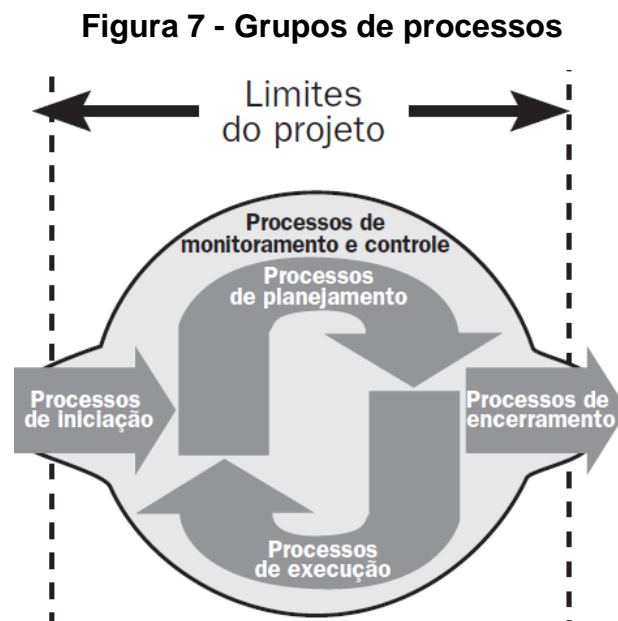 Figura 7 - Grupos de processos
Limites
do projeto
Processos de
monitoramento e controle
Processos
de planejamento
Processos
de iniciação
Processos de
encerramento
Processos
de execução